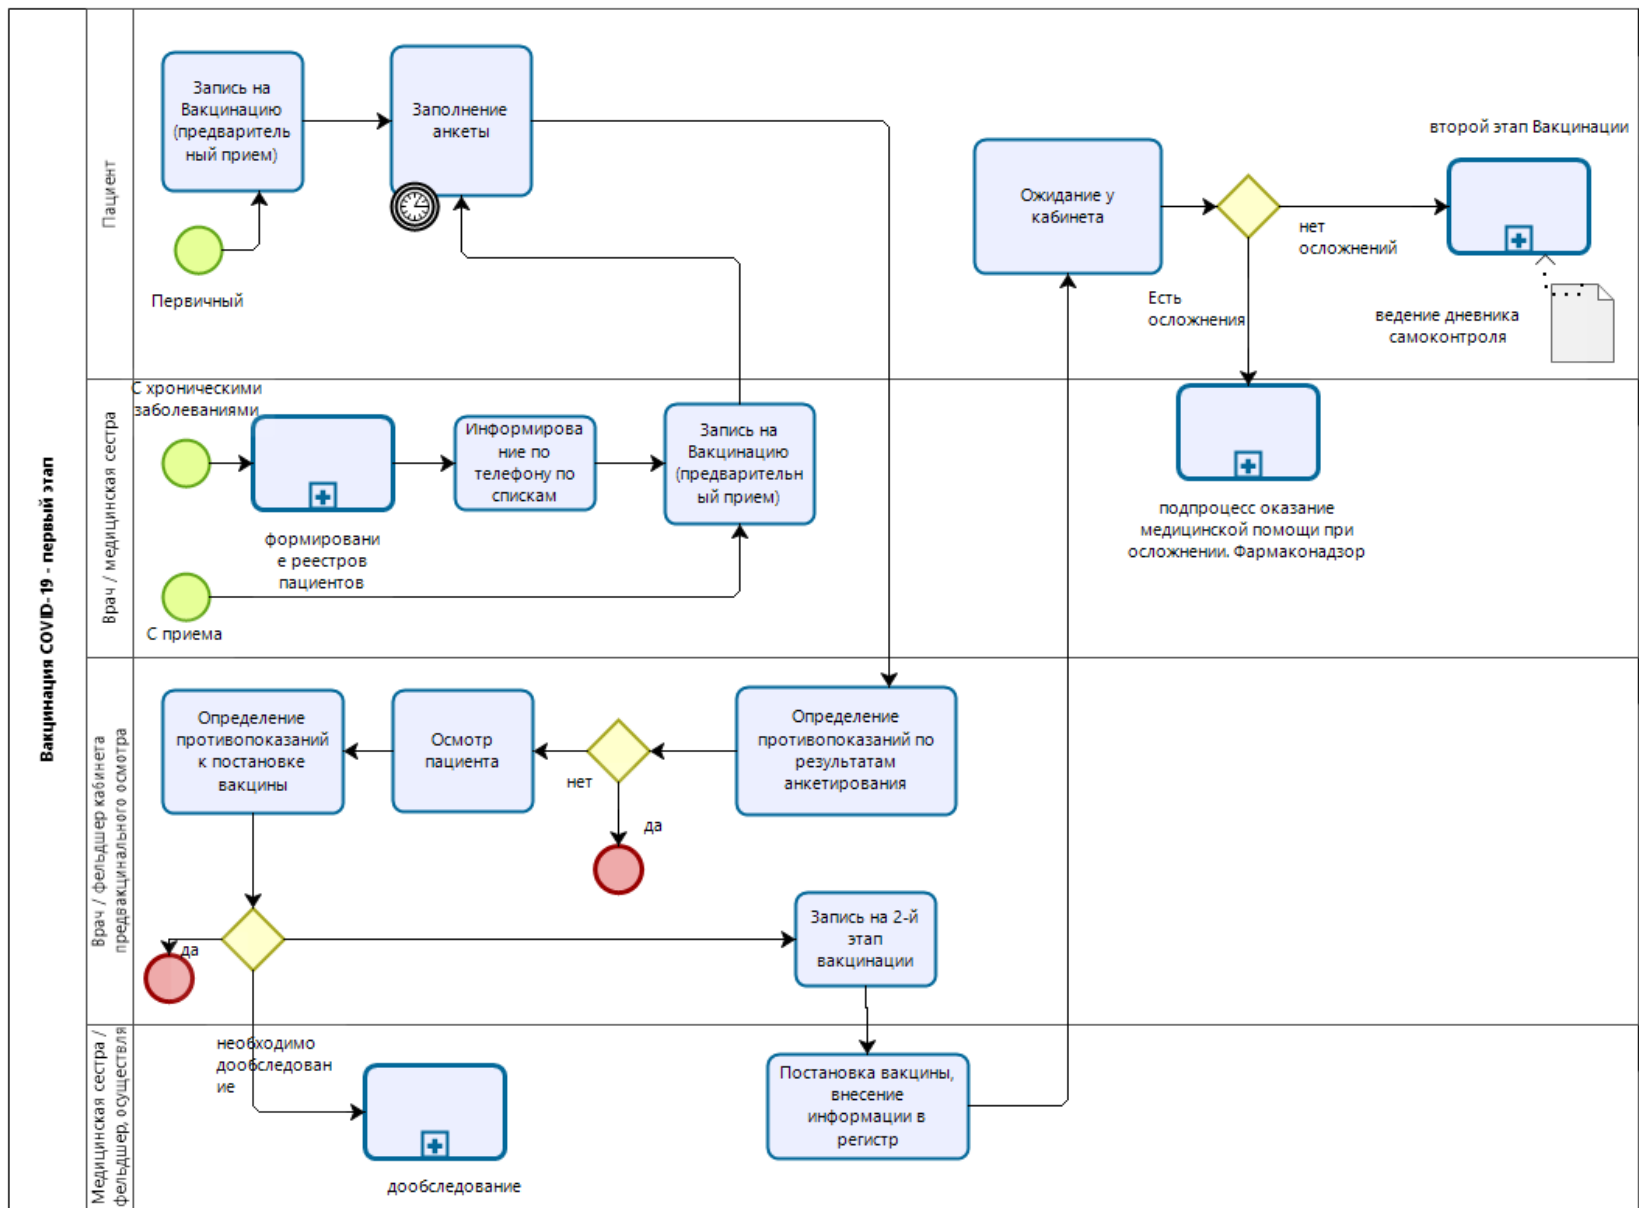 Вакцинация COVID-19 - первый этап
Пациент
Запись на
Вакцинацию
(предваритель
ный прием)
Заполнение
анкеты
Первичный
Ожидание у
кабинета
нет
осложнений
Есть
осложнения
второй этап Вакцинации
ведение дневника
самоконтроля
Врач / медицинская сестра
С хроническими
заболеваниями
формировани
е реестров
пациентов
Информирова
ние по
телефону по
спискам
Запись на
Вакцинацию
(предварительн
ый прием)
С приема
подпроцесс оказание
медицинской помощи при
осложнении. Фармаконадзор
Врач / фельдшер кабинета
предвакцинального осмотра
Определение
противопоказаний
к постановке
вакцины
Осмотр
пациента
нет
да
Определение
противопоказаний по
результатам
анкетирования
да
Запись на 2-й
этап
вакцинации
Медицинская сестра /
фельдшер, осуществля
необходимо
дообследован
ие
дообследование
Постановка вакцины,
внесение
информации в
регистр